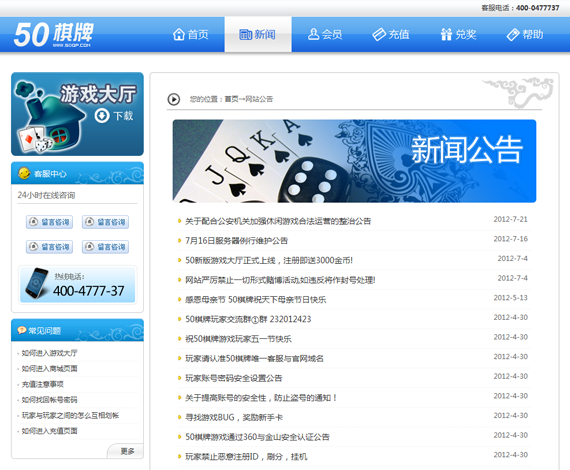 客服电话：400-0477737
50棋牌
WWW.50QP.COM
首页
新闻
会员
充值
兑奖
帮助
游戏大厅
下载
客服中心
24小时在线咨询
留言咨询
留言咨询
留言咨询
留言咨询
热线电话：
400-4777-37
常见问题
· 如何进入游戏大厅
· 如何进入商城页面
· 充值注意事项
· 如何找回帐号密码
· 玩家与玩家之间的怎么互相划帐
· 如何进入充值页面
更多
您的位置：首页→网站公告
J Q K A
新闻公告
关于配合公安机关加强休闲游戏合法运营的整治公告 2012-7-21
7月16日服务器例行维护公告 2012-7-16
50新版游戏大厅正式上线，注册即送3000金币! 2012-7-4
网站严厉禁止一切形式赌博活动,如违反将作封号处理! 2012-7-4
感恩母亲节 50棋牌祝天下母亲节日快乐 2012-5-13
50棋牌玩家交流群①群 232012423 2012-4-30
祝50棋牌游戏玩家五一节快乐 2012-4-30
玩家请认准50棋牌唯一客服与官网域名 2012-4-30
玩家账号密码安全设置公告 2012-4-30
关于提高账号的安全性，防止盗号的通知！ 2012-4-30
寻找游戏BUG，奖励新手卡 2012-4-30
50棋牌游戏通过360与金山安全认证公告 2012-4-30
玩家禁止恶意注册ID，刷分，挂机 2012-4-30